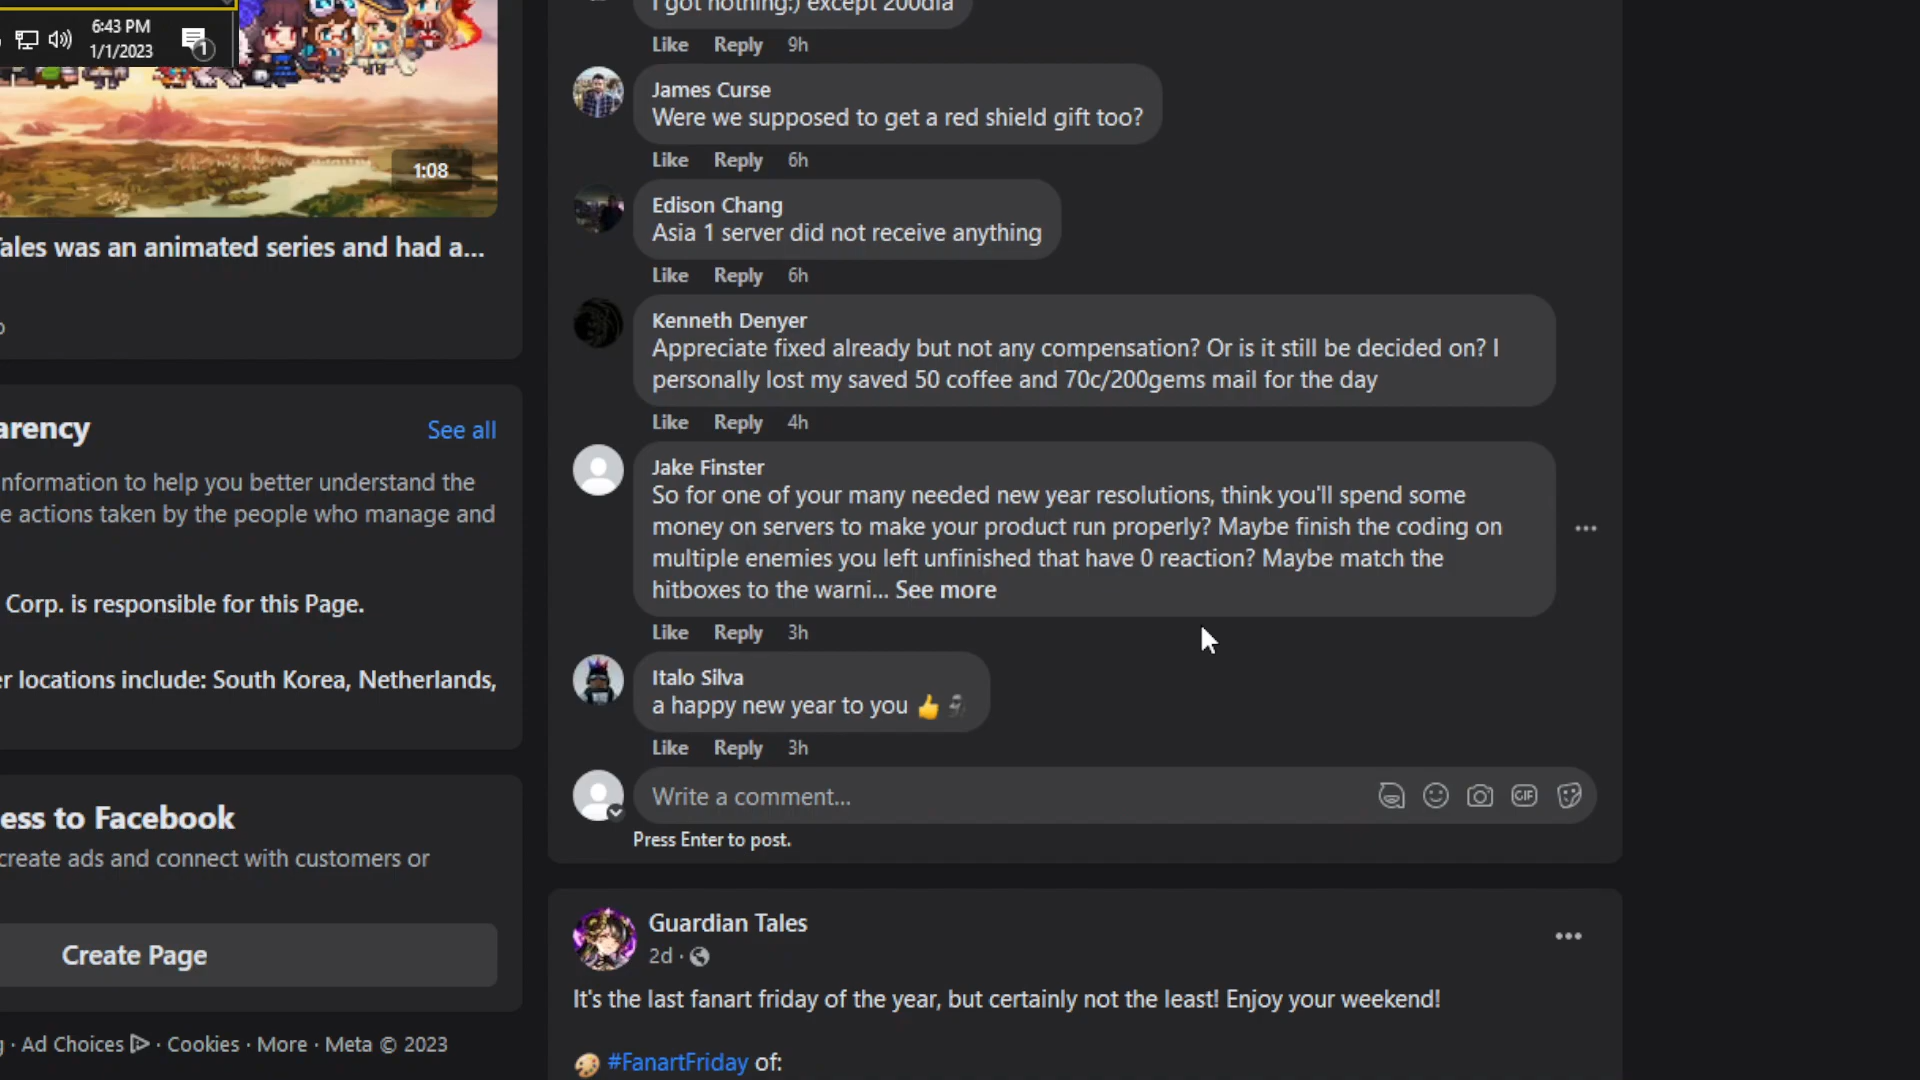 6:43 PM
1/1/2023
1
1:08
ales was an animated series and had a...
arency
See all
nformation to help you better understand the
e actions taken by the people who manage and
Corp. is responsible for this Page.
r locations include: South Korea, Netherlands,
ess to Facebook
create ads and connect with customers or
Create Page
g · Ad Choices · Cookies · More · Meta © 2023
I got nothing:) except 200dia
Like Reply 9h
James Curse
Were we supposed to get a red shield gift too?
Like Reply 6h
Edison Chang
Asia 1 server did not receive anything
Like Reply 6h
Kenneth Denyer
Appreciate fixed already but not any compensation? Or is it still be decided on? I
personally lost my saved 50 coffee and 70c/200gems mail for the day
Like Reply 4h
Jake Finster
So for one of your many needed new year resolutions, think you'll spend some
money on servers to make your product run properly? Maybe finish the coding on
multiple enemies you left unfinished that have 0 reaction? Maybe match the
hitboxes to the warni... See more
Like Reply 3h
Italo Silva
a happy new year to you 👍
Like Reply 3h
Write a comment...
GIF
Press Enter to post.
Guardian Tales
2d ·
It's the last fanart friday of the year, but certainly not the least! Enjoy your weekend!
🎨 #FanartFriday of: